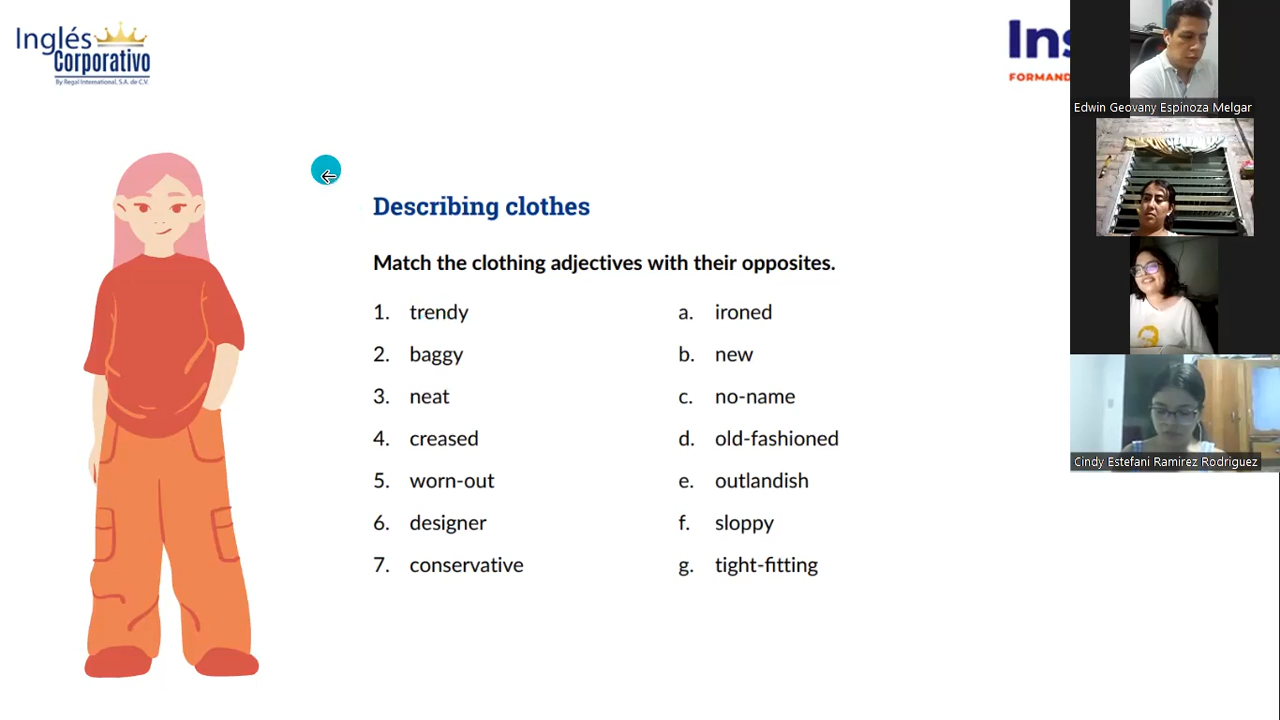 Inglés
Corporativo
By Regal International, S.A. de C.V.
FORMAND
Edwin Geovany Espinoza Melgar
Describing clothes
Match the clothing adjectives with their opposites.
1. trendy
a. ironed
2. baggy
b. new
3. neat
c. no-name
4. creased
d. old-fashioned
5. worn-out
e. outlandish
6. designer
f. sloppy
7. conservative
g. tight-fitting
Cindy Estefani Ramirez Rodriguez